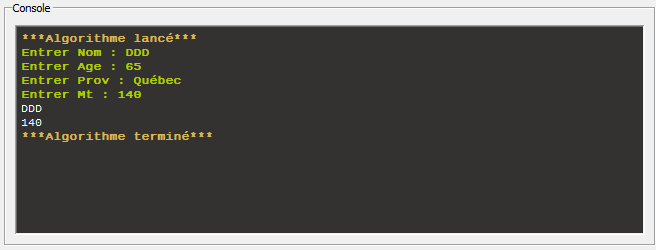 Console
***Algorithme lancé***
Entrer Nom : DDD
Entrer Age : 65
Entrer Prov : Québec
Entrer Mt : 140
DDD
140
***Algorithme terminé***